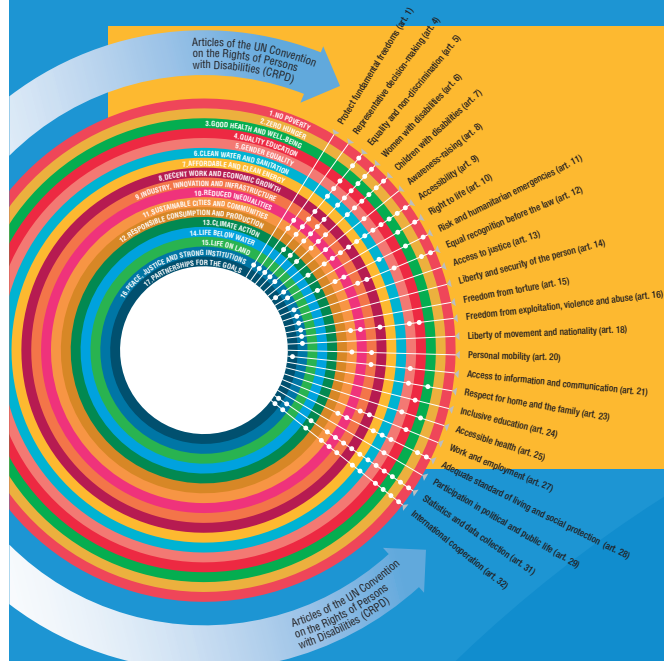 Articles of the UN Convention
on the Rights of Persons
with Disabilities (CRPD)
1.NO POVERTY
2.ZERO HUNGER
3.GOOD HEALTH AND WELL-BEING
4.QUALITY EDUCATION
5.GENDER EQUALITY
6.CLEAN WATER AND SANITATION
7.AFFORDABLE AND CLEAN ENERGY
8.DECENT WORK AND ECONOMIC GROWTH
9.INDUSTRY, INNOVATION AND INFRASTRUCTURE
10.REDUCED INEQUALITIES
11.SUSTAINABLE CITIES AND COMMUNITIES
12.RESPONSIBLE CONSUMPTION AND PRODUCTION
13.CLIMATE ACTION
14.LIFE BELOW WATER
15.LIFE ON LAND
16.PEACE, JUSTICE AND STRONG INSTITUTIONS
17.PARTNERSHIPS FOR THE GOALS
Protect fundamental freedoms (art. 1)
Representative decision-making (art. 4)
Equality and non-discrimination (art. 5)
Women with disabilities (art. 6)
Children with disabilities (art. 7)
Awareness-raising (art. 8)
Accessibility (art. 9)
Right to life (art. 10)
Risk and humanitarian emergencies (art. 11)
Equal recognition before the law (art. 12)
Access to justice (art. 13)
Liberty and security of the person (art. 14)
Freedom from torture (art. 15)
Freedom from exploitation, violence and abuse (art. 16)
Liberty of movement and nationality (art. 18)
Personal mobility (art. 20)
Access to information and communication (art. 21)
Respect for home and the family (art. 23)
Inclusive education (art. 24)
Accessible health (art. 25)
Work and employment (art. 27)
Adequate standard of living and social protection (art. 28)
Participation in political and public life (art. 29)
Statistics and data collection (art. 31)
International cooperation (art. 32)
Articles of the UN Convention
on the Rights of Persons
with Disabilities (CRPD)